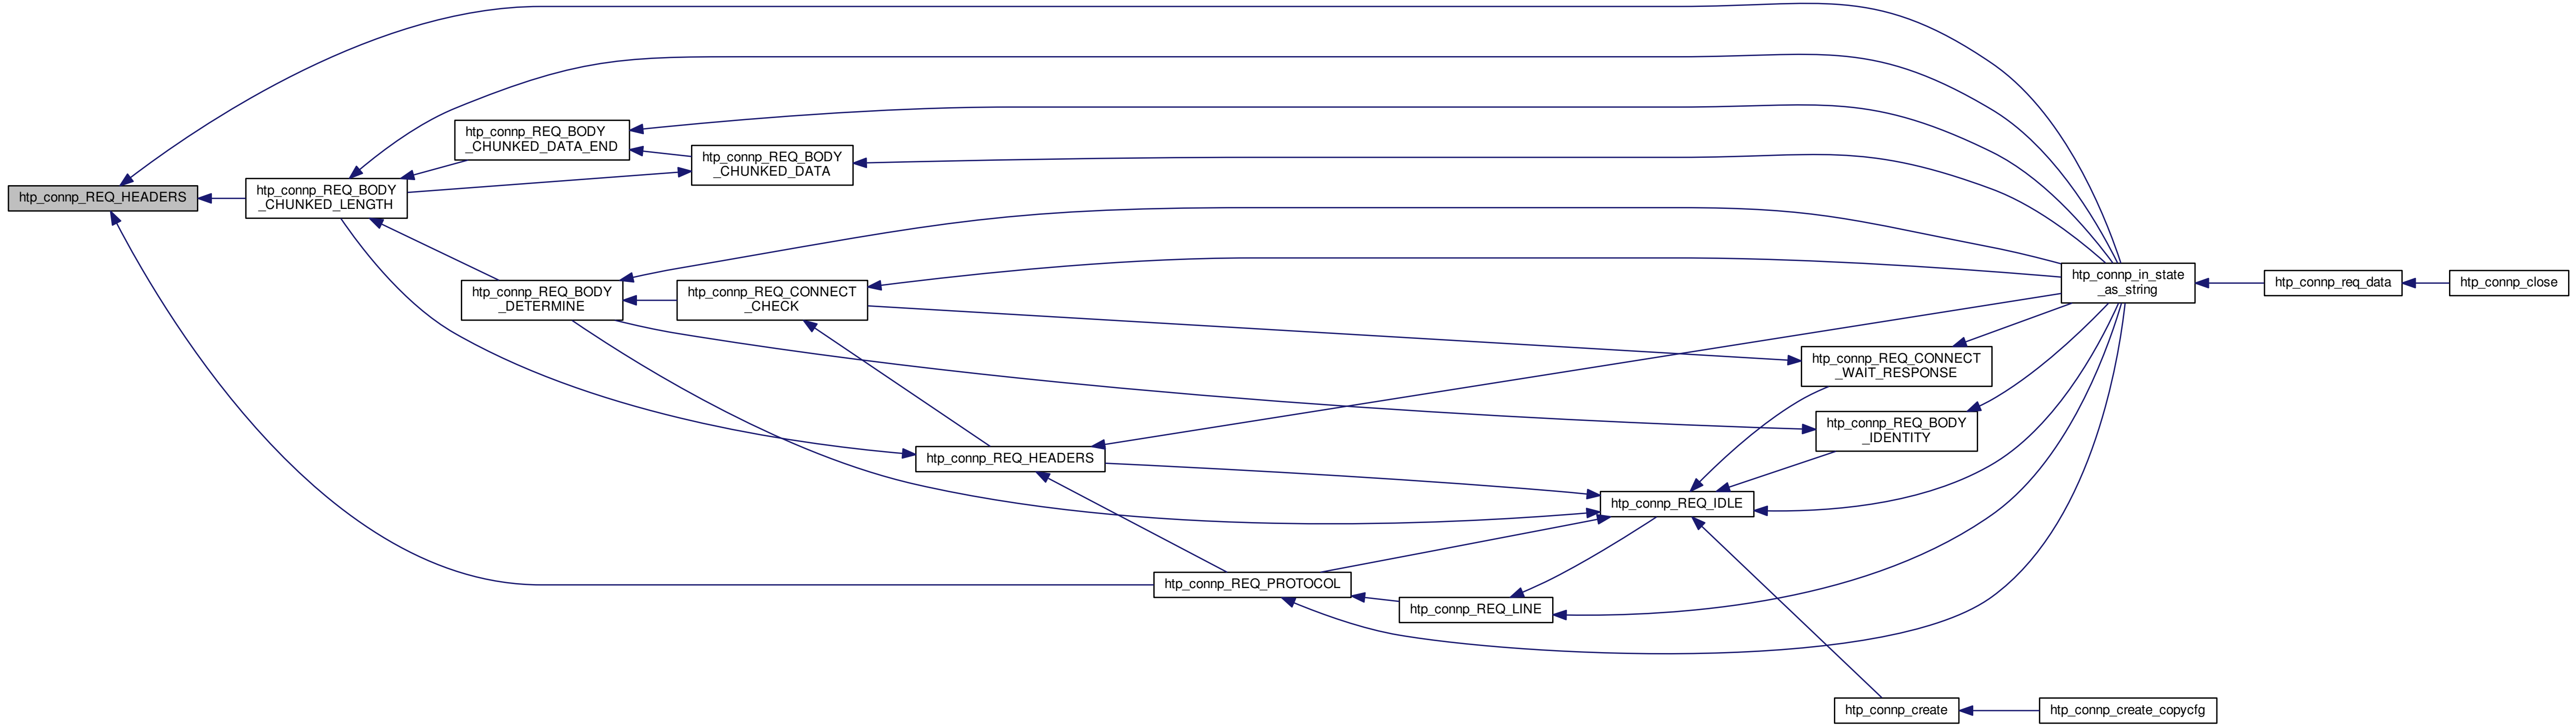 htp_connp_REQ_HEADERS
htp_connp_REQ_BODY
_CHUNKED_LENGTH
htp_connp_REQ_BODY
_CHUNKED_DATA_END
htp_connp_REQ_BODY
_CHUNKED_DATA
htp_connp_REQ_BODY
_DETERMINE
htp_connp_REQ_CONNECT
_CHECK
htp_connp_REQ_HEADERS
htp_connp_REQ_PROTOCOL
htp_connp_REQ_LINE
htp_connp_REQ_IDLE
htp_connp_REQ_CONNECT
_WAIT_RESPONSE
htp_connp_REQ_BODY
_IDENTITY
htp_connp_in_state
_as_string
htp_connp_req_data
htp_connp_close
htp_connp_create
htp_connp_create_copycfg